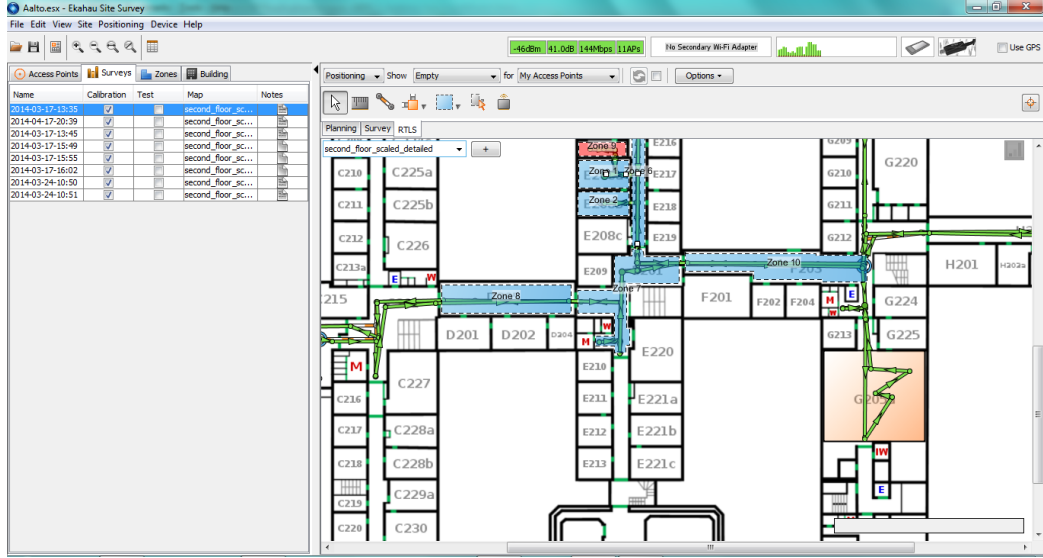 Aalto.esx - Ekahau Site Survey
File Edit View Site Positioning Device Help
-46dBm 41.0dB 144Mbps 11APs
No Secondary Wi-Fi Adapter
Use GPS
Access Points Surveys Zones Building
Positioning Show Empty for My Access Points Options
Name Calibration Test Map Notes
2014-03-17-13:35 second_floor_sc...
2014-04-17-20:39 second_floor_sc...
2014-03-17-13:45 second_floor_sc...
2014-03-17-15:49 second_floor_sc...
2014-03-17-15:55 second_floor_sc...
2014-03-17-16:02 second_floor_sc...
2014-03-24-10:50 second_floor_sc...
2014-03-24-10:51 second_floor_sc...
Planning Survey RTLS
second_floor_scaled_detailed +
Zone 9 E216 G209
C210 C225a Zone 1 Zone 6 E217 G210 G220
C211 C225b Zone 2 E218 G211
C212 C226 E208c E219 G212
C213a E W E209 Zone 10 F203 H201 H202a
215 Zone 8 Zone 7 F201 F202 F204 M E W G224
D201 D202 D204 M W G213 G225
M E210 E220
C216 C227 E211 E221a
C217 C228a E212 E221b
C218 C228b E213 E221c
C219 C229a E
C220 C230